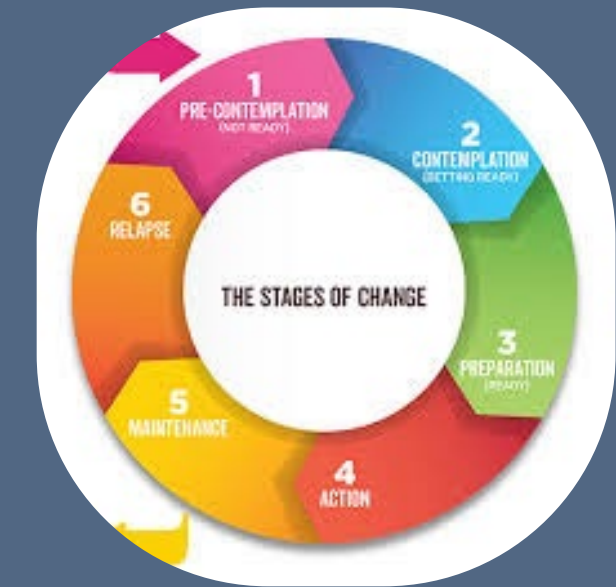 1
PRE-CONTEMPLATION
(NOT READY)
2
CONTEMPLATION
(GETTING READY)
3
PREPARATION
(READY)
4
ACTION
5
MAINTENANCE
6
RELAPSE
THE STAGES OF CHANGE